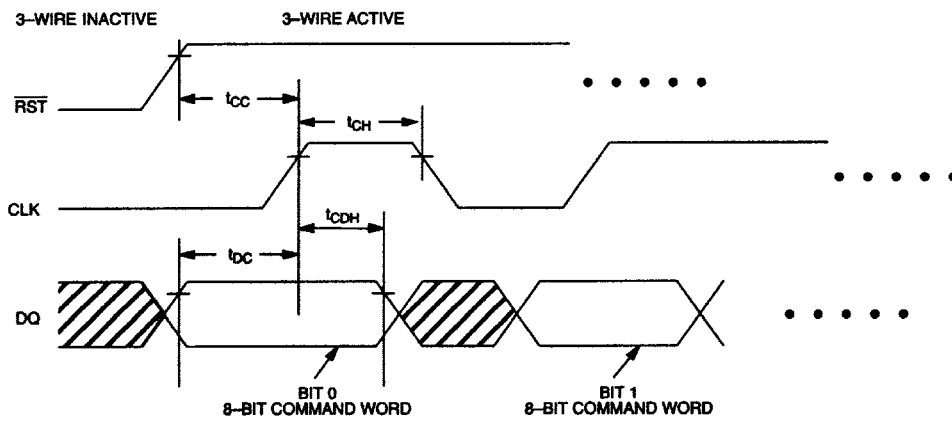 3–WIRE INACTIVE
3–WIRE ACTIVE
RST
tCC
tCH
CLK
tCDH
tDC
DQ
BIT 0
8–BIT COMMAND WORD
BIT 1
8–BIT COMMAND WORD